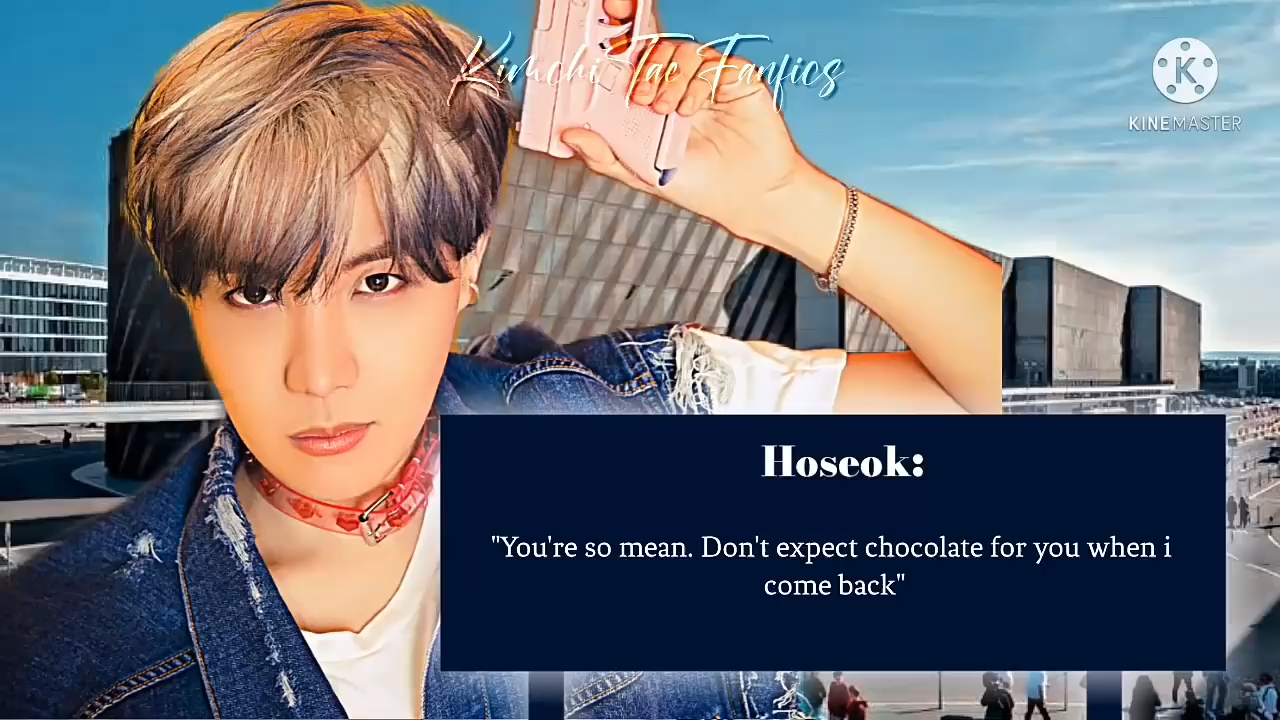 Kimchi Tae Fanfics
KINEMASTER
Hoseok:
"You're so mean. Don't expect chocolate for you when i
come back"